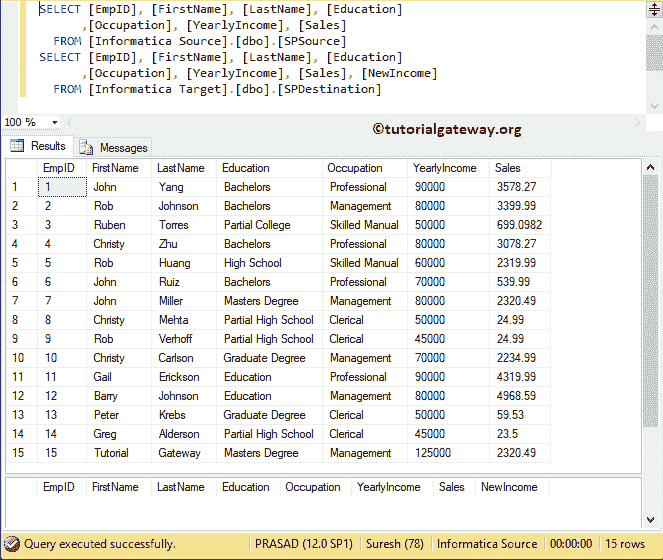 SELECT [EmpID], [FirstName], [LastName], [Education]
,[Occupation], [YearlyIncome], [Sales]
FROM [Informatica Source].[dbo].[SPSource]
SELECT [EmpID], [FirstName], [LastName], [Education]
,[Occupation], [YearlyIncome], [Sales], [NewIncome]
FROM [Informatica Target].[dbo].[SPDestination]
100 %
©tutorialgateway.org
Results Messages
EmpID FirstName LastName Education Occupation YearlyIncome Sales
1 1 John Yang Bachelors Professional 90000 3578.27
2 2 Rob Johnson Bachelors Management 80000 3399.99
3 3 Ruben Torres Partial College Skilled Manual 50000 699.0982
4 4 Christy Zhu Bachelors Professional 80000 3078.27
5 5 Rob Huang High School Skilled Manual 60000 2319.99
6 6 John Ruiz Bachelors Professional 70000 539.99
7 7 John Miller Masters Degree Management 80000 2320.49
8 8 Christy Mehta Partial High School Clerical 50000 24.99
9 9 Rob Verhoff Partial High School Clerical 45000 24.99
10 10 Christy Carlson Graduate Degree Management 70000 2234.99
11 11 Gail Erickson Education Professional 90000 4319.99
12 12 Barry Johnson Education Management 80000 4968.59
13 13 Peter Krebs Graduate Degree Clerical 50000 59.53
14 14 Greg Alderson Partial High School Clerical 45000 23.5
15 15 Tutorial Gateway Masters Degree Management 125000 2320.49
EmpID FirstName LastName Education Occupation YearlyIncome Sales NewIncome
Query executed successfully. PRASAD (12.0 SP1) Suresh (78) Informatica Source 00:00:00 15 rows